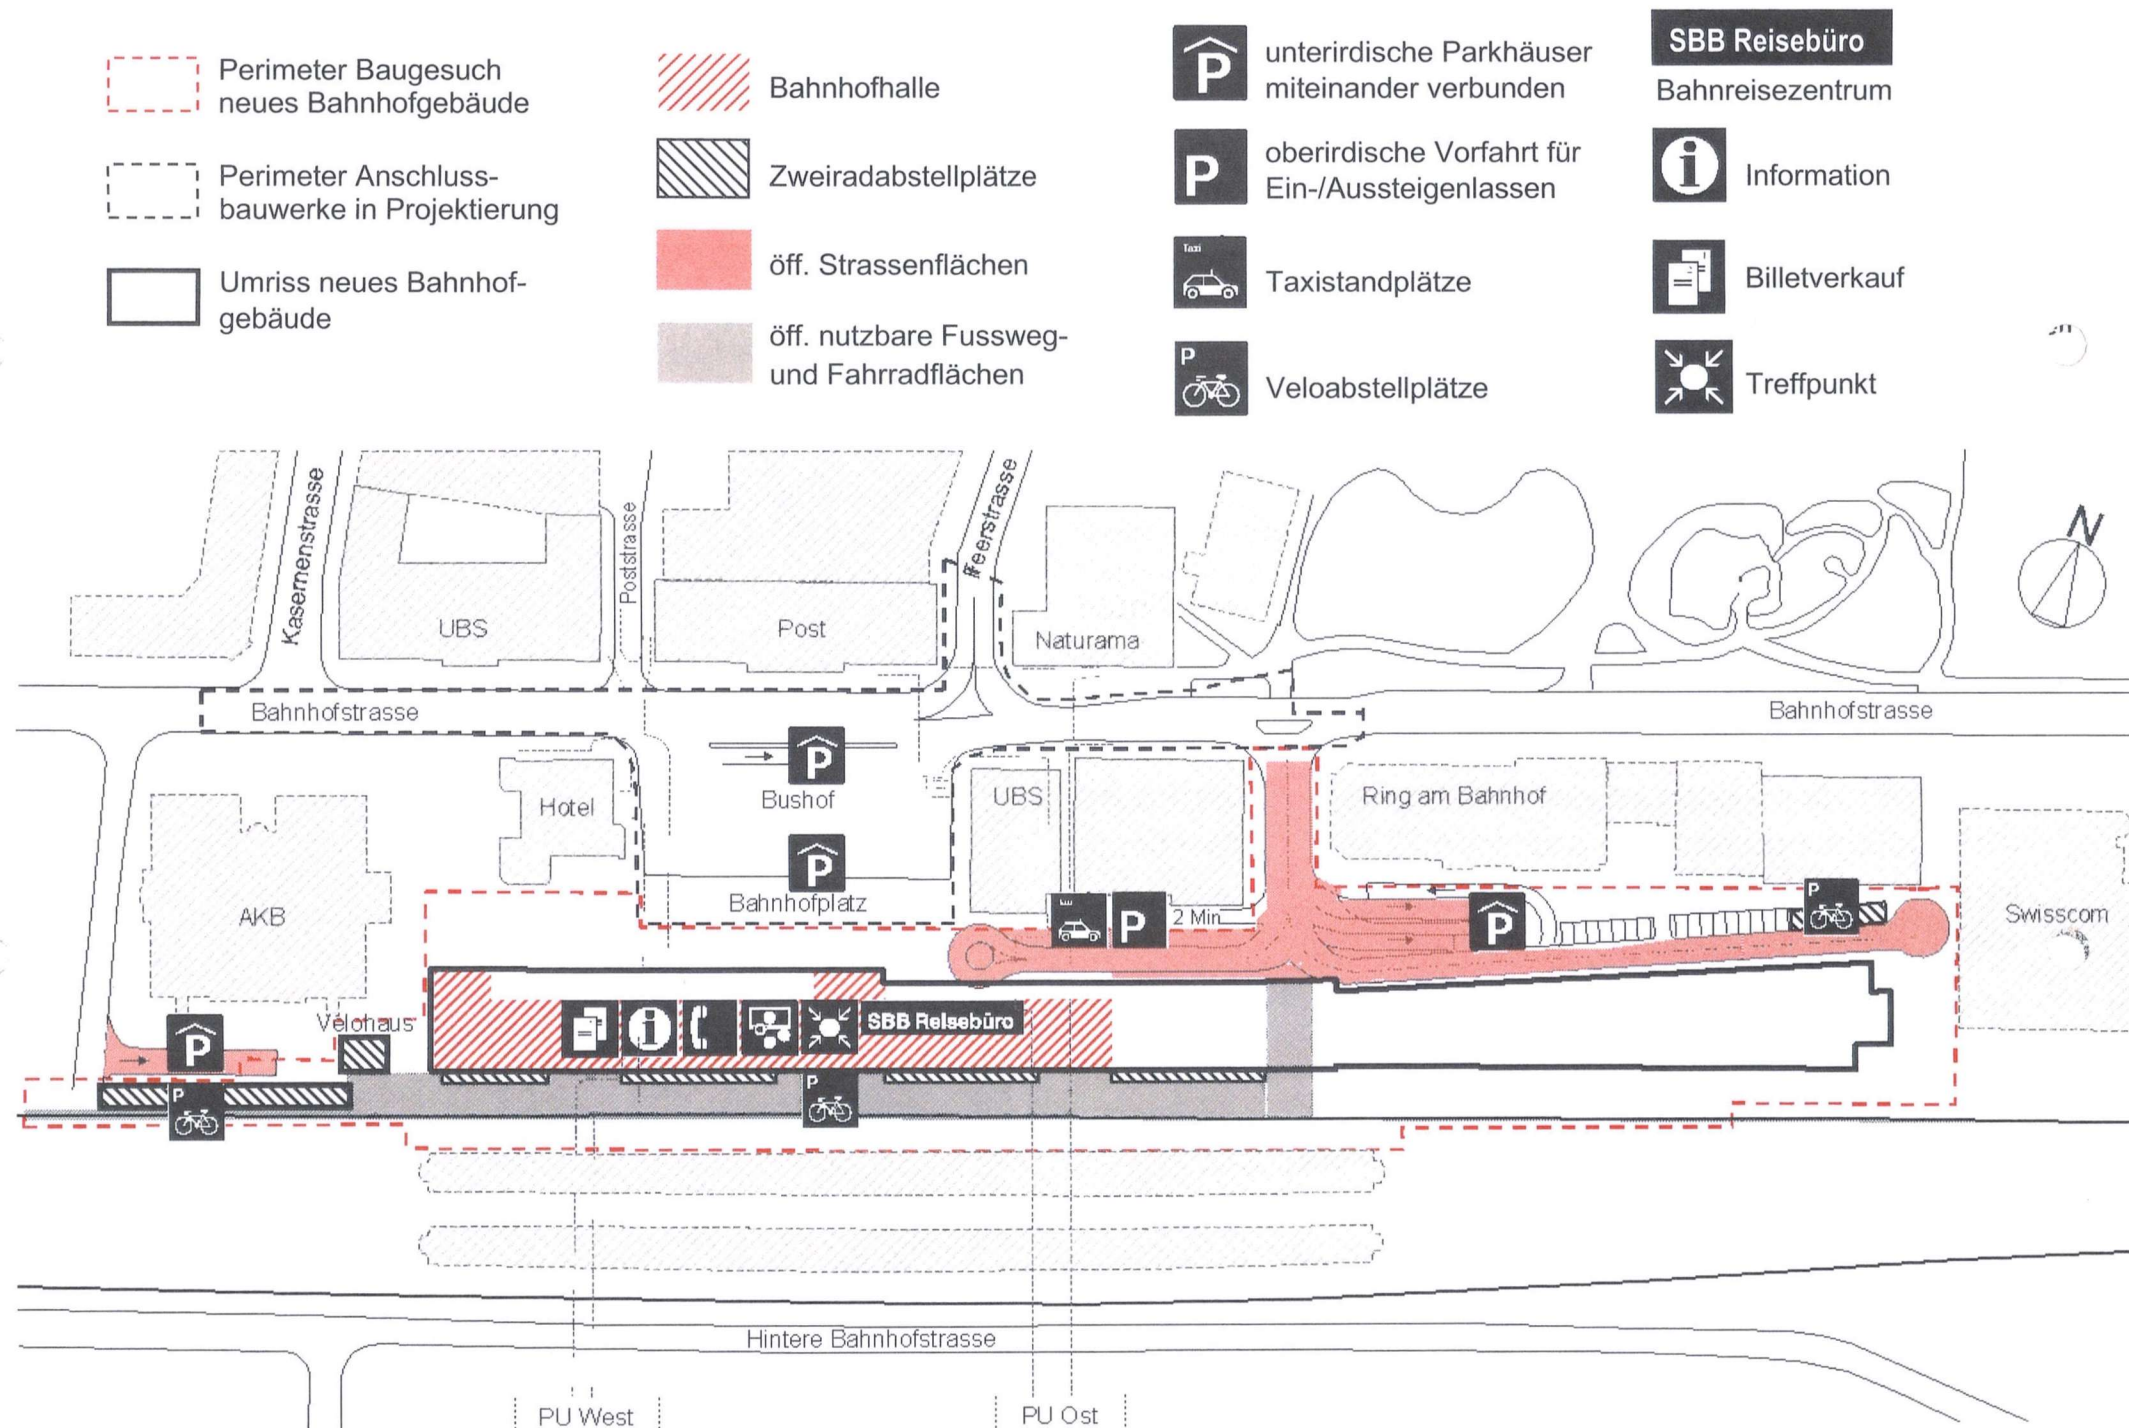 Perimeter Baugesuch
neues Bahnhofgebäude
Perimeter Anschluss-
bauwerke in Projektierung
Umriss neues Bahnhof-
gebäude
Bahnhofhalle
Zweiradabstellplätze
öff. Strassenflächen
öff. nutzbare Fussweg-
und Fahrradflächen
P
unterirdische Parkhäuser
miteinander verbunden
P
oberirdische Vorfahrt für
Ein-/Aussteigenlassen
Taxi
Taxistandplätze
P
Veloabstellplätze
SBB Reisebüro
Bahnreisezentrum
i
Information
Billetverkauf
Treffpunkt
Kasernenstrasse
Poststrasse
Feerstrasse
N
UBS
Post
Naturama
Bahnhofstrasse
Bahnhofstrasse
P
Bushof
Hotel
UBS
Ring am Bahnhof
P
Bahnhofplatz
AKB
P
2 Min
P
P
Swisscom
Velohaus
P
i
SBB Reisebüro
P
P
Hintere Bahnhofstrasse
PU West
PU Ost